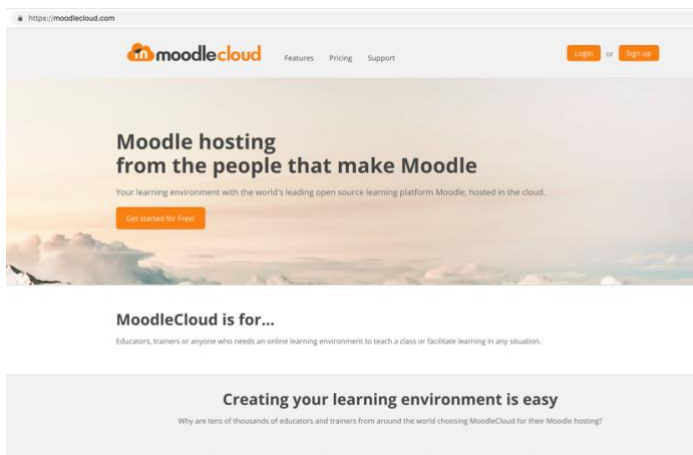 https://moodlecloud.com
moodlecloud Features Pricing Support Login or Sign up
Moodle hosting
from the people that make Moodle
Your learning environment with the world's leading open source learning platform Moodle, hosted in the cloud.
Get started for Free!
MoodleCloud is for...
Educators, trainers or anyone who needs an online learning environment to teach a class or facilitate learning in any situation.
Creating your learning environment is easy
Why are tens of thousands of educators and trainers from around the world choosing MoodleCloud for their Moodle hosting?